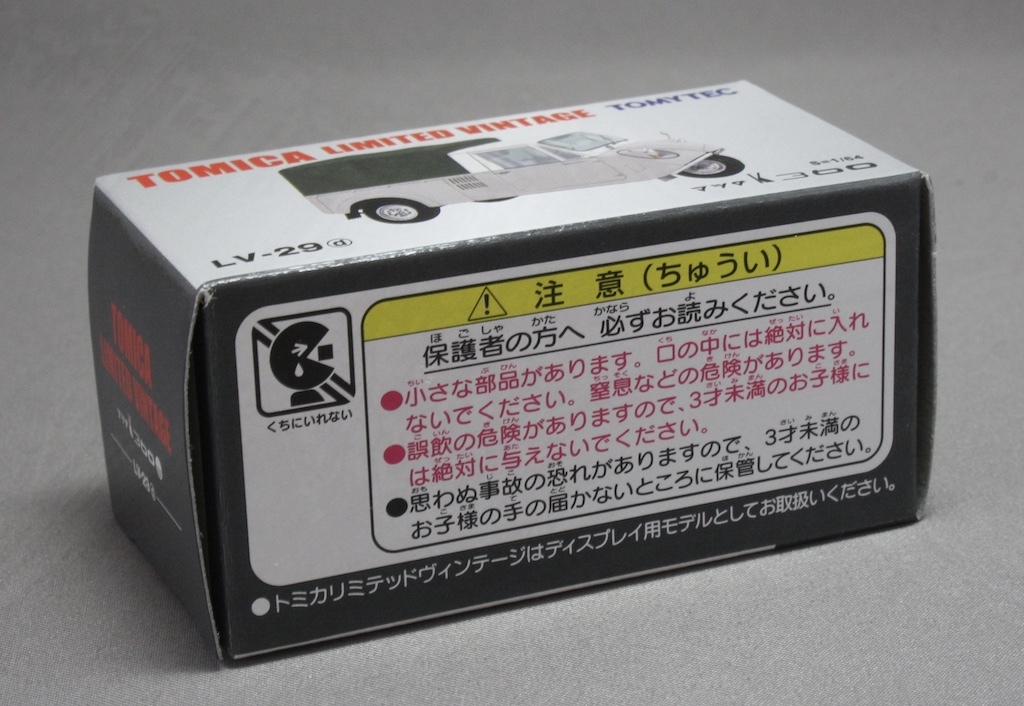 TOMICA LIMITED VINTAGE TOMYTEC
S=1/64
マツダ K360
LV-29 d
TOMICA
LIMITED VINTAGE
マツダ K360
LV-29 d
注意(ちゅうい)
保護者の方へ 必ずお読みください。
●小さな部品があります。口の中には絶対に入れ
ないでください。窒息などの危険があります。
●誤飲の危険がありますので、3才未満のお子様に
は絶対に与えないでください。
●思わぬ事故の恐れがありますので、3才未満の
お子様の手の届かないところに保管してください。
くちにいれない
●トミカリミテッドヴィンテージはディスプレイ用モデルとしてお取扱いください。